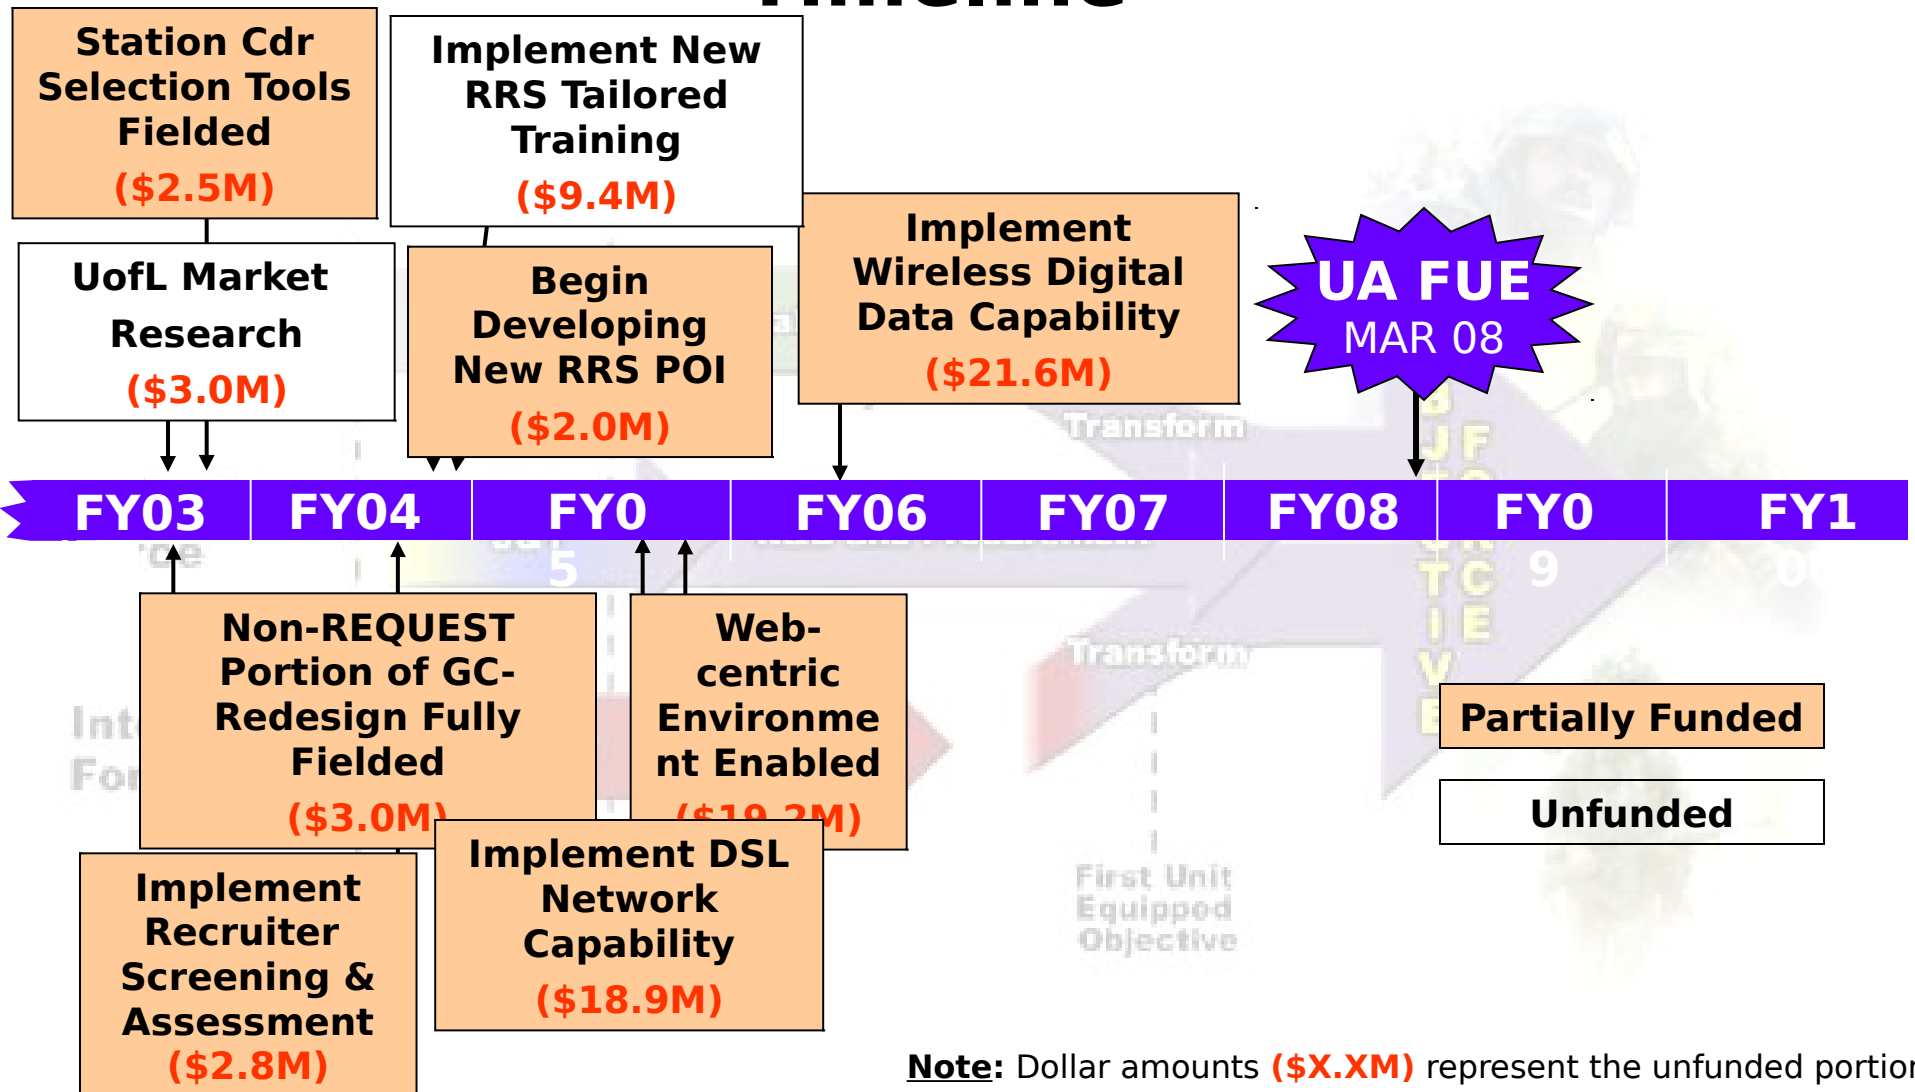 Timeline
Station Cdr
Selection Tools
Fielded
($2.5M)
Implement New
RRS Tailored
Training
($9.4M)
UofL Market
Research
($3.0M)
Begin
Developing
New RRS POI
($2.0M)
Implement
Wireless Digital
Data Capability
($21.6M)
UA FUE
MAR 08
Transform
FY03
FY04
FY0
5
FY06
FY07
FY08
FY0
9
FY1
Non-REQUEST
Portion of GC-
Redesign Fully
Fielded
($3.0M)
Web-
centric
Environme
nt Enabled
($19.2M)
Transform
Partially Funded
Unfunded
Implement
Recruiter
Screening &
Assessment
($2.8M)
Implement DSL
Network
Capability
($18.9M)
First Unit
Equipped
Objective
Note: Dollar amounts ($X.XM) represent the unfunded portion